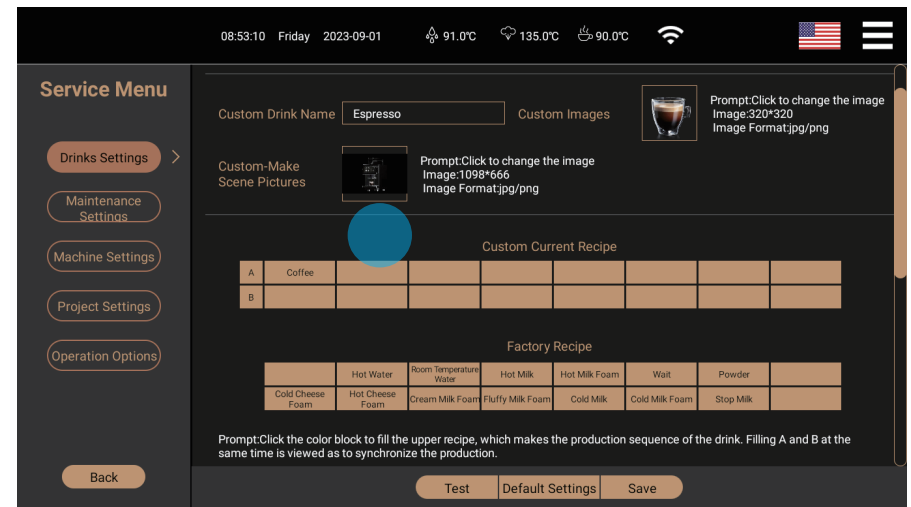 08:53:10 Friday 2023-09-01 91.0℃ 135.0℃ 90.0℃
Service Menu
Drinks Settings >
Maintenance
Settings
Machine Settings
Project Settings
Operation Options
Back
Custom Drink Name Espresso Custom Images
Prompt:Click to change the image
Image:320*320
Image Format:jpg/png
Custom-Make
Scene Pictures
Prompt:Click to change the image
Image:1098*666
Image Format:jpg/png
Custom Current Recipe
A Coffee
B
Factory Recipe
Hot Water Room Temperature Water Hot Milk Hot Milk Foam Wait Powder
Cold Cheese Foam Hot Cheese Foam Cream Milk Foam Fluffy Milk Foam Cold Milk Cold Milk Foam Stop Milk
Prompt:Click the color block to fill the upper recipe, which makes the production sequence of the drink. Filling A and B at the
same time is viewed as to synchronize the production.
Test Default Settings Save